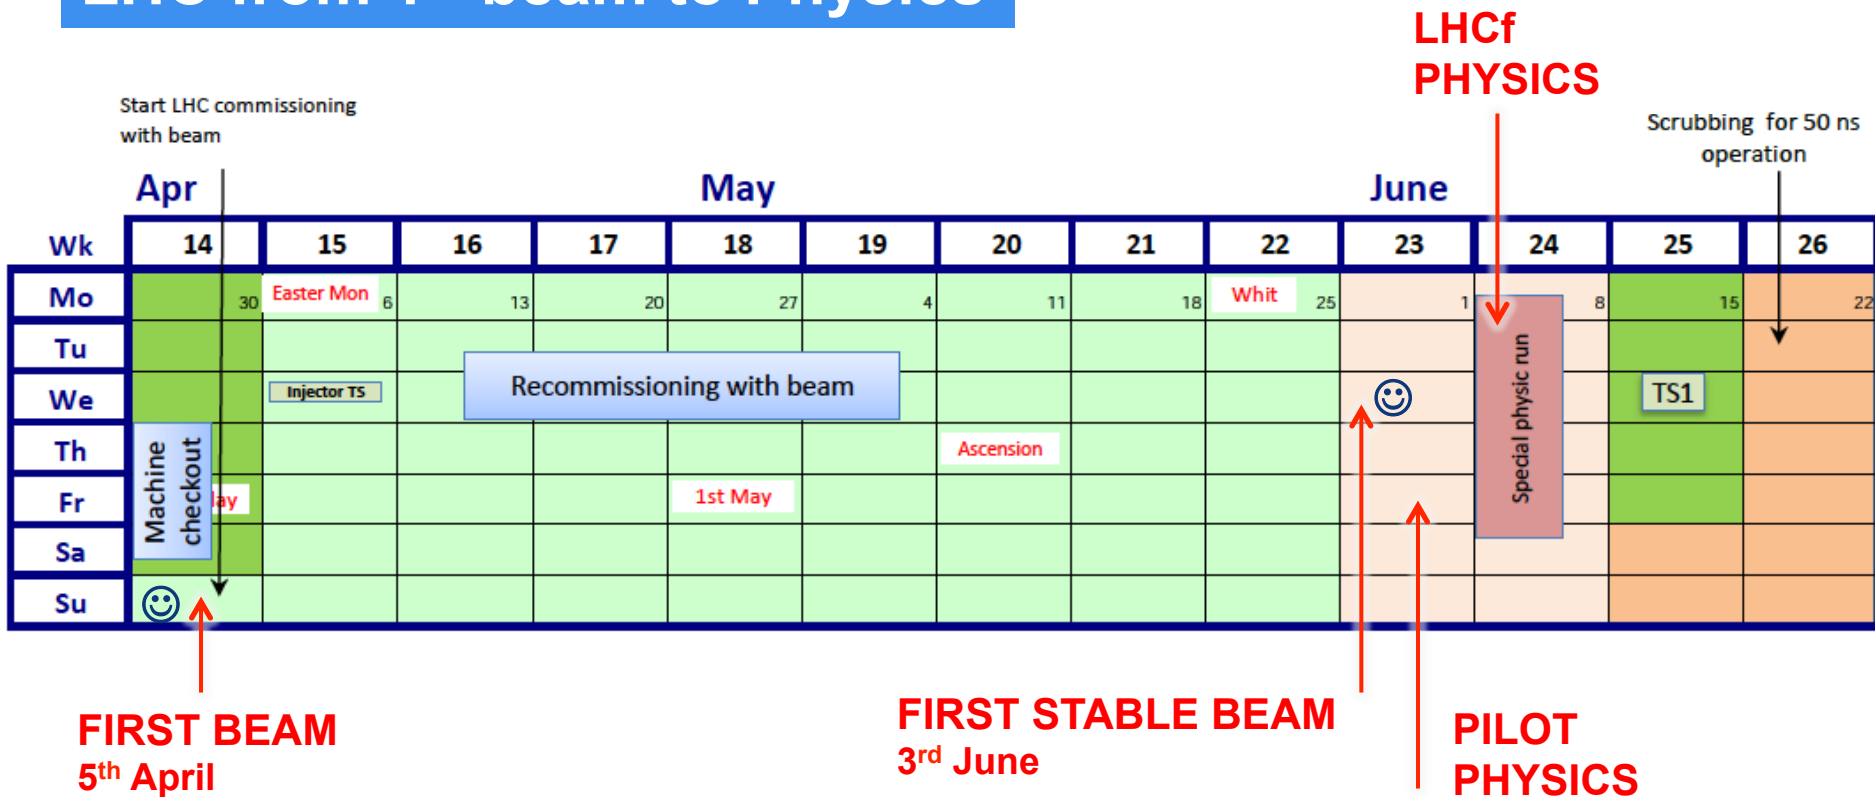 beam to Physics
LHCf
PHYSICS
Start LHC commissioning
with beam
Scrubbing for 50 ns
operation
Apr May June
Wk 14 15 16 17 18 19 20 21 22 23 24 25 26
Mo 30 Easter Mon 6 13 20 27 4 11 18 Whit 25 1 8 15 22
Tu
We Injector TS Recommissioning with beam TS1
Th Ascension
Fr 1st May
Sa
Su
Machine
checkout
Special physic run
FIRST BEAM
5th April
FIRST STABLE BEAM
3rd June
PILOT
PHYSICS